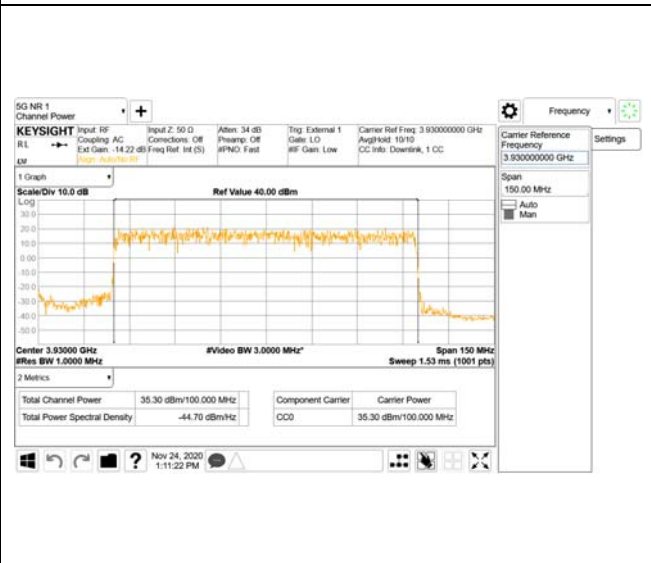 5G NR 1
Channel Power
Frequency
KEYSIGHT Input: RF Input Z: 50 Ω Atten: 34 dB Trig: External 1 Carrier Ref Freq: 3.930000000 GHz
RL Coupling: AC Corrections: Off Preamp: Off Gate: LO Avg|Hold: 10/10
Ext Gain: -14.22 dB Freq Ref: Int (S) #PNO: Fast #IF Gain: Low CC Info: Downlink, 1 CC
Align: Auto/No RF
Carrier Reference
Frequency
3.930000000 GHz
Settings
Span
150.00 MHz
Auto
Man
1 Graph
Scale/Div 10.0 dB Ref Value 40.00 dBm
Log
30.0
20.0
10.0
0.00
-10.0
-20.0
-30.0
-40.0
-50.0
Center 3.93000 GHz #Video BW 3.0000 MHz* Span 150 MHz
#Res BW 1.0000 MHz Sweep 1.53 ms (1001 pts)
2 Metrics
Total Channel Power 35.30 dBm/100.000 MHz
Total Power Spectral Density -44.70 dBm/Hz
Component Carrier Carrier Power
CC0 35.30 dBm/100.000 MHz
? Nov 24, 2020
1:11:22 PM